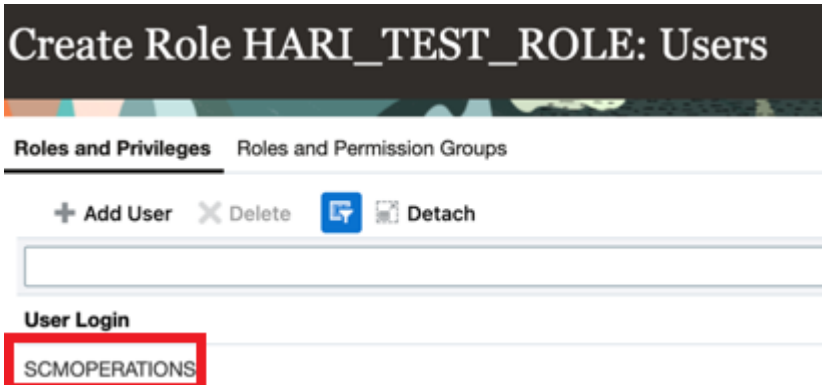 Create Role HARI_TEST_ROLE: Users
Roles and Privileges Roles and Permission Groups
Add User Delete Detach
User Login
SCMOPERATIONS